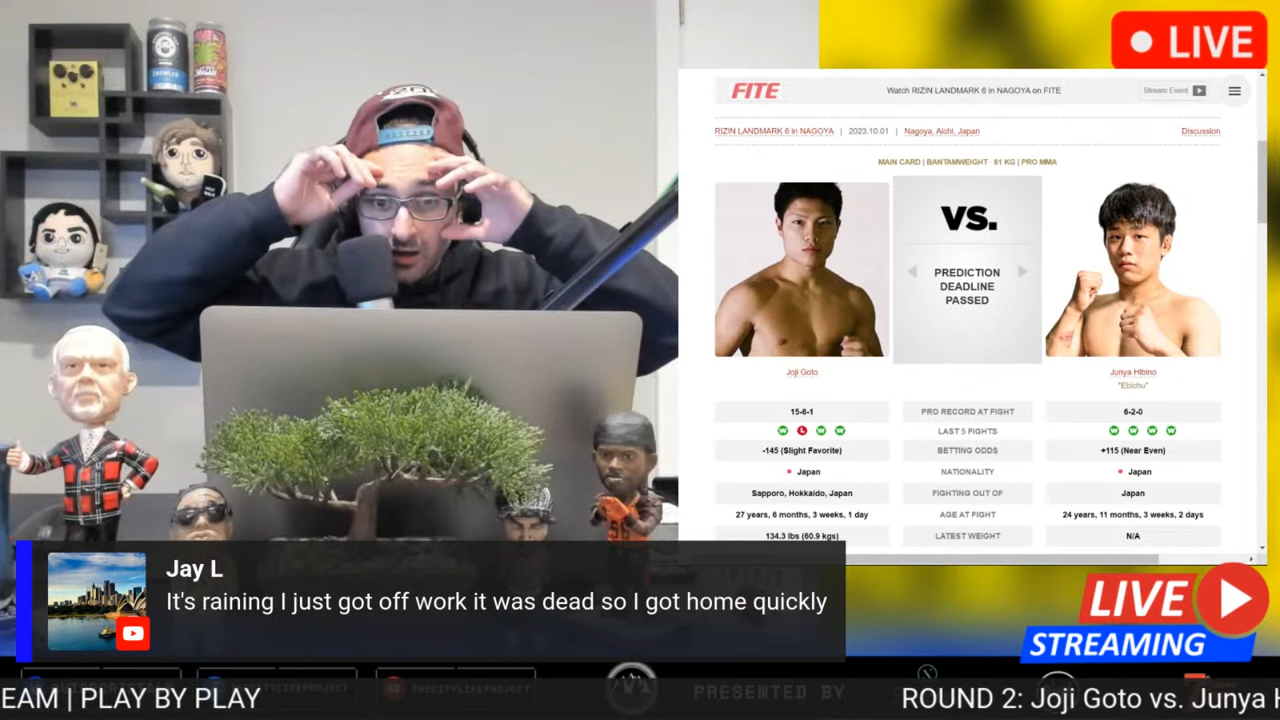 LIVE
FITE
Watch RIZIN LANDMARK 6 in NAGOYA on FITE
Stream Event
RIZIN LANDMARK 6 in NAGOYA | 2023.10.01 | Nagoya, Aichi, Japan
Discussion
MAIN CARD | BANTAMWEIGHT · 61 KG | PRO MMA
VS.
PREDICTION
DEADLINE
PASSED
Joji Goto
Junya Hibino
"Ebichu"
15-6-1 PRO RECORD AT FIGHT 6-2-0
W L W W LAST 5 FIGHTS W W W W
-145 (Slight Favorite) BETTING ODDS +115 (Near Even)
Japan NATIONALITY Japan
Sapporo, Hokkaido, Japan FIGHTING OUT OF Japan
27 years, 6 months, 3 weeks, 1 day AGE AT FIGHT 24 years, 11 months, 3 weeks, 2 days
134.3 lbs (60.9 kgs) LATEST WEIGHT N/A
Jay L
It's raining I just got off work it was dead so I got home quickly
LIVE
STREAMING
THECITYLIFEPROJECT
PRESENTED BY
EAM | PLAY BY PLAY
ROUND 2: Joji Goto vs. Junya H